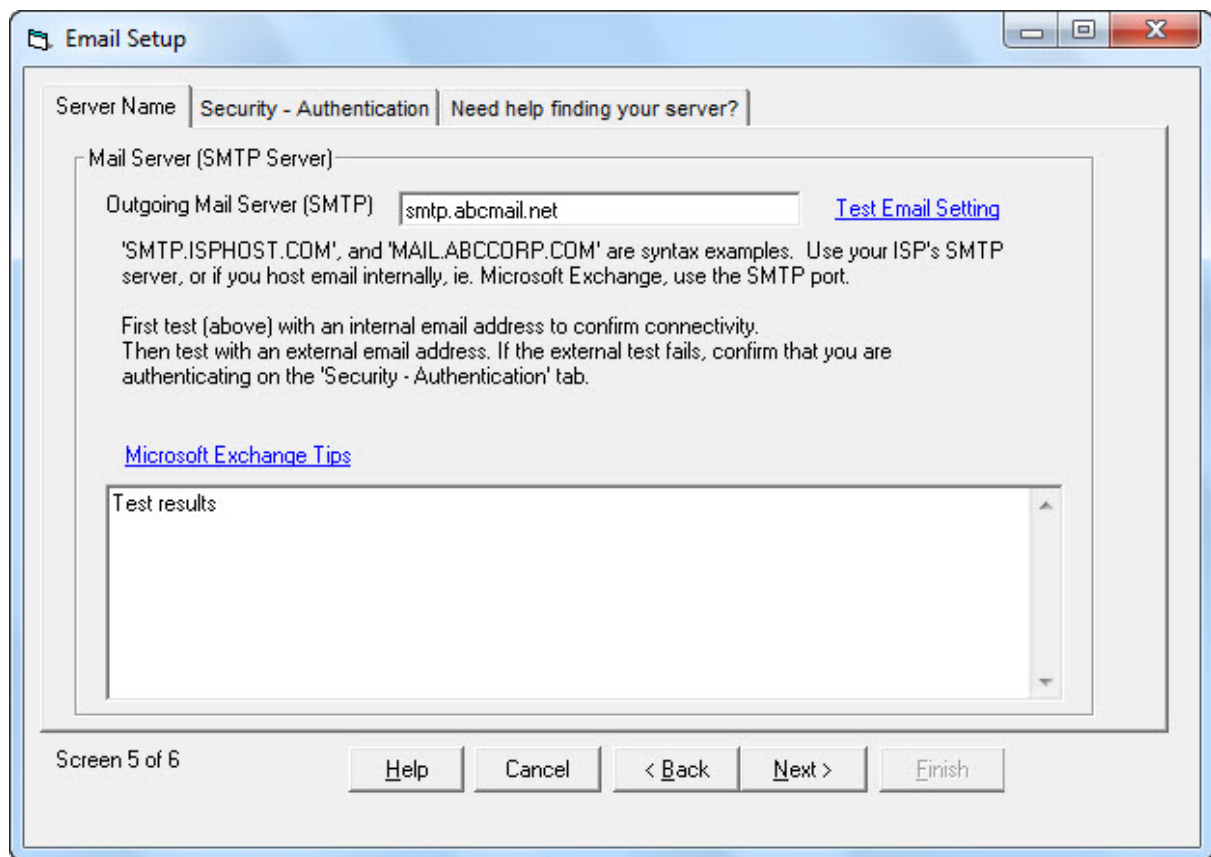 Email Setup
Server Name
Security - Authentication
Need help finding your server?
Mail Server (SMTP Server)
Outgoing Mail Server (SMTP)
smtp.abcmail.net
Test Email Setting
'SMTP.ISPHOST.COM', and 'MAIL.ABCCORP.COM' are syntax examples.  Use your ISP's SMTP
server, or if you host email internally, ie. Microsoft Exchange, use the SMTP port.
First test (above) with an internal email address to confirm connectivity.
Then test with an external email address. If the external test fails, confirm that you are
authenticating on the 'Security - Authentication' tab.
Microsoft Exchange Tips
Test results
Screen 5 of 6
Help
Cancel
< Back
Next >
Finish